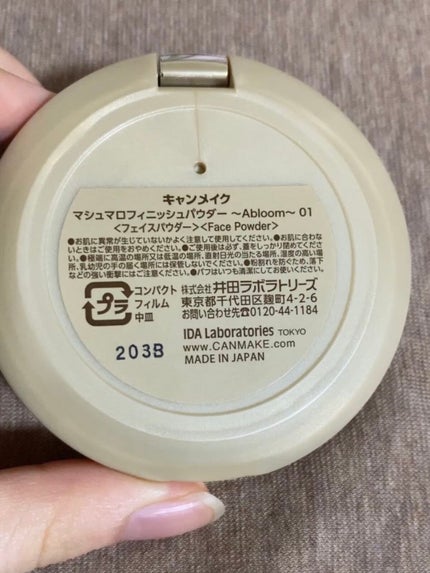 キャンメイク
マシュマロフィニッシュパウダー ～Abloom～ 01
<フェイスパウダー><Face Powder>
●お肌に異常が生じていないかよく注意して使用してください。●お肌に合わな
いときはご使用をおやめください。●ご使用後は必ず、蓋をしっかり閉めてくださ
い。●極端に高温の場所又は低温の場所、直射日光の当たる場所、湿度の高い場
所、乳幼児の手の届く場所には保管しないでください。●粉割れを防ぐため、落下
などの強い衝撃にご注意ください。●パフはいつも清潔にしてお使いください。
プラ
コンパクト
フィルム
中皿
株式会社 井田ラボラトリーズ
東京都千代田区麹町4-2-6
お問い合わせ先☎0120-44-1184
IDA Laboratories TOKYO
www.CANMAKE.com
MADE IN JAPAN
203B